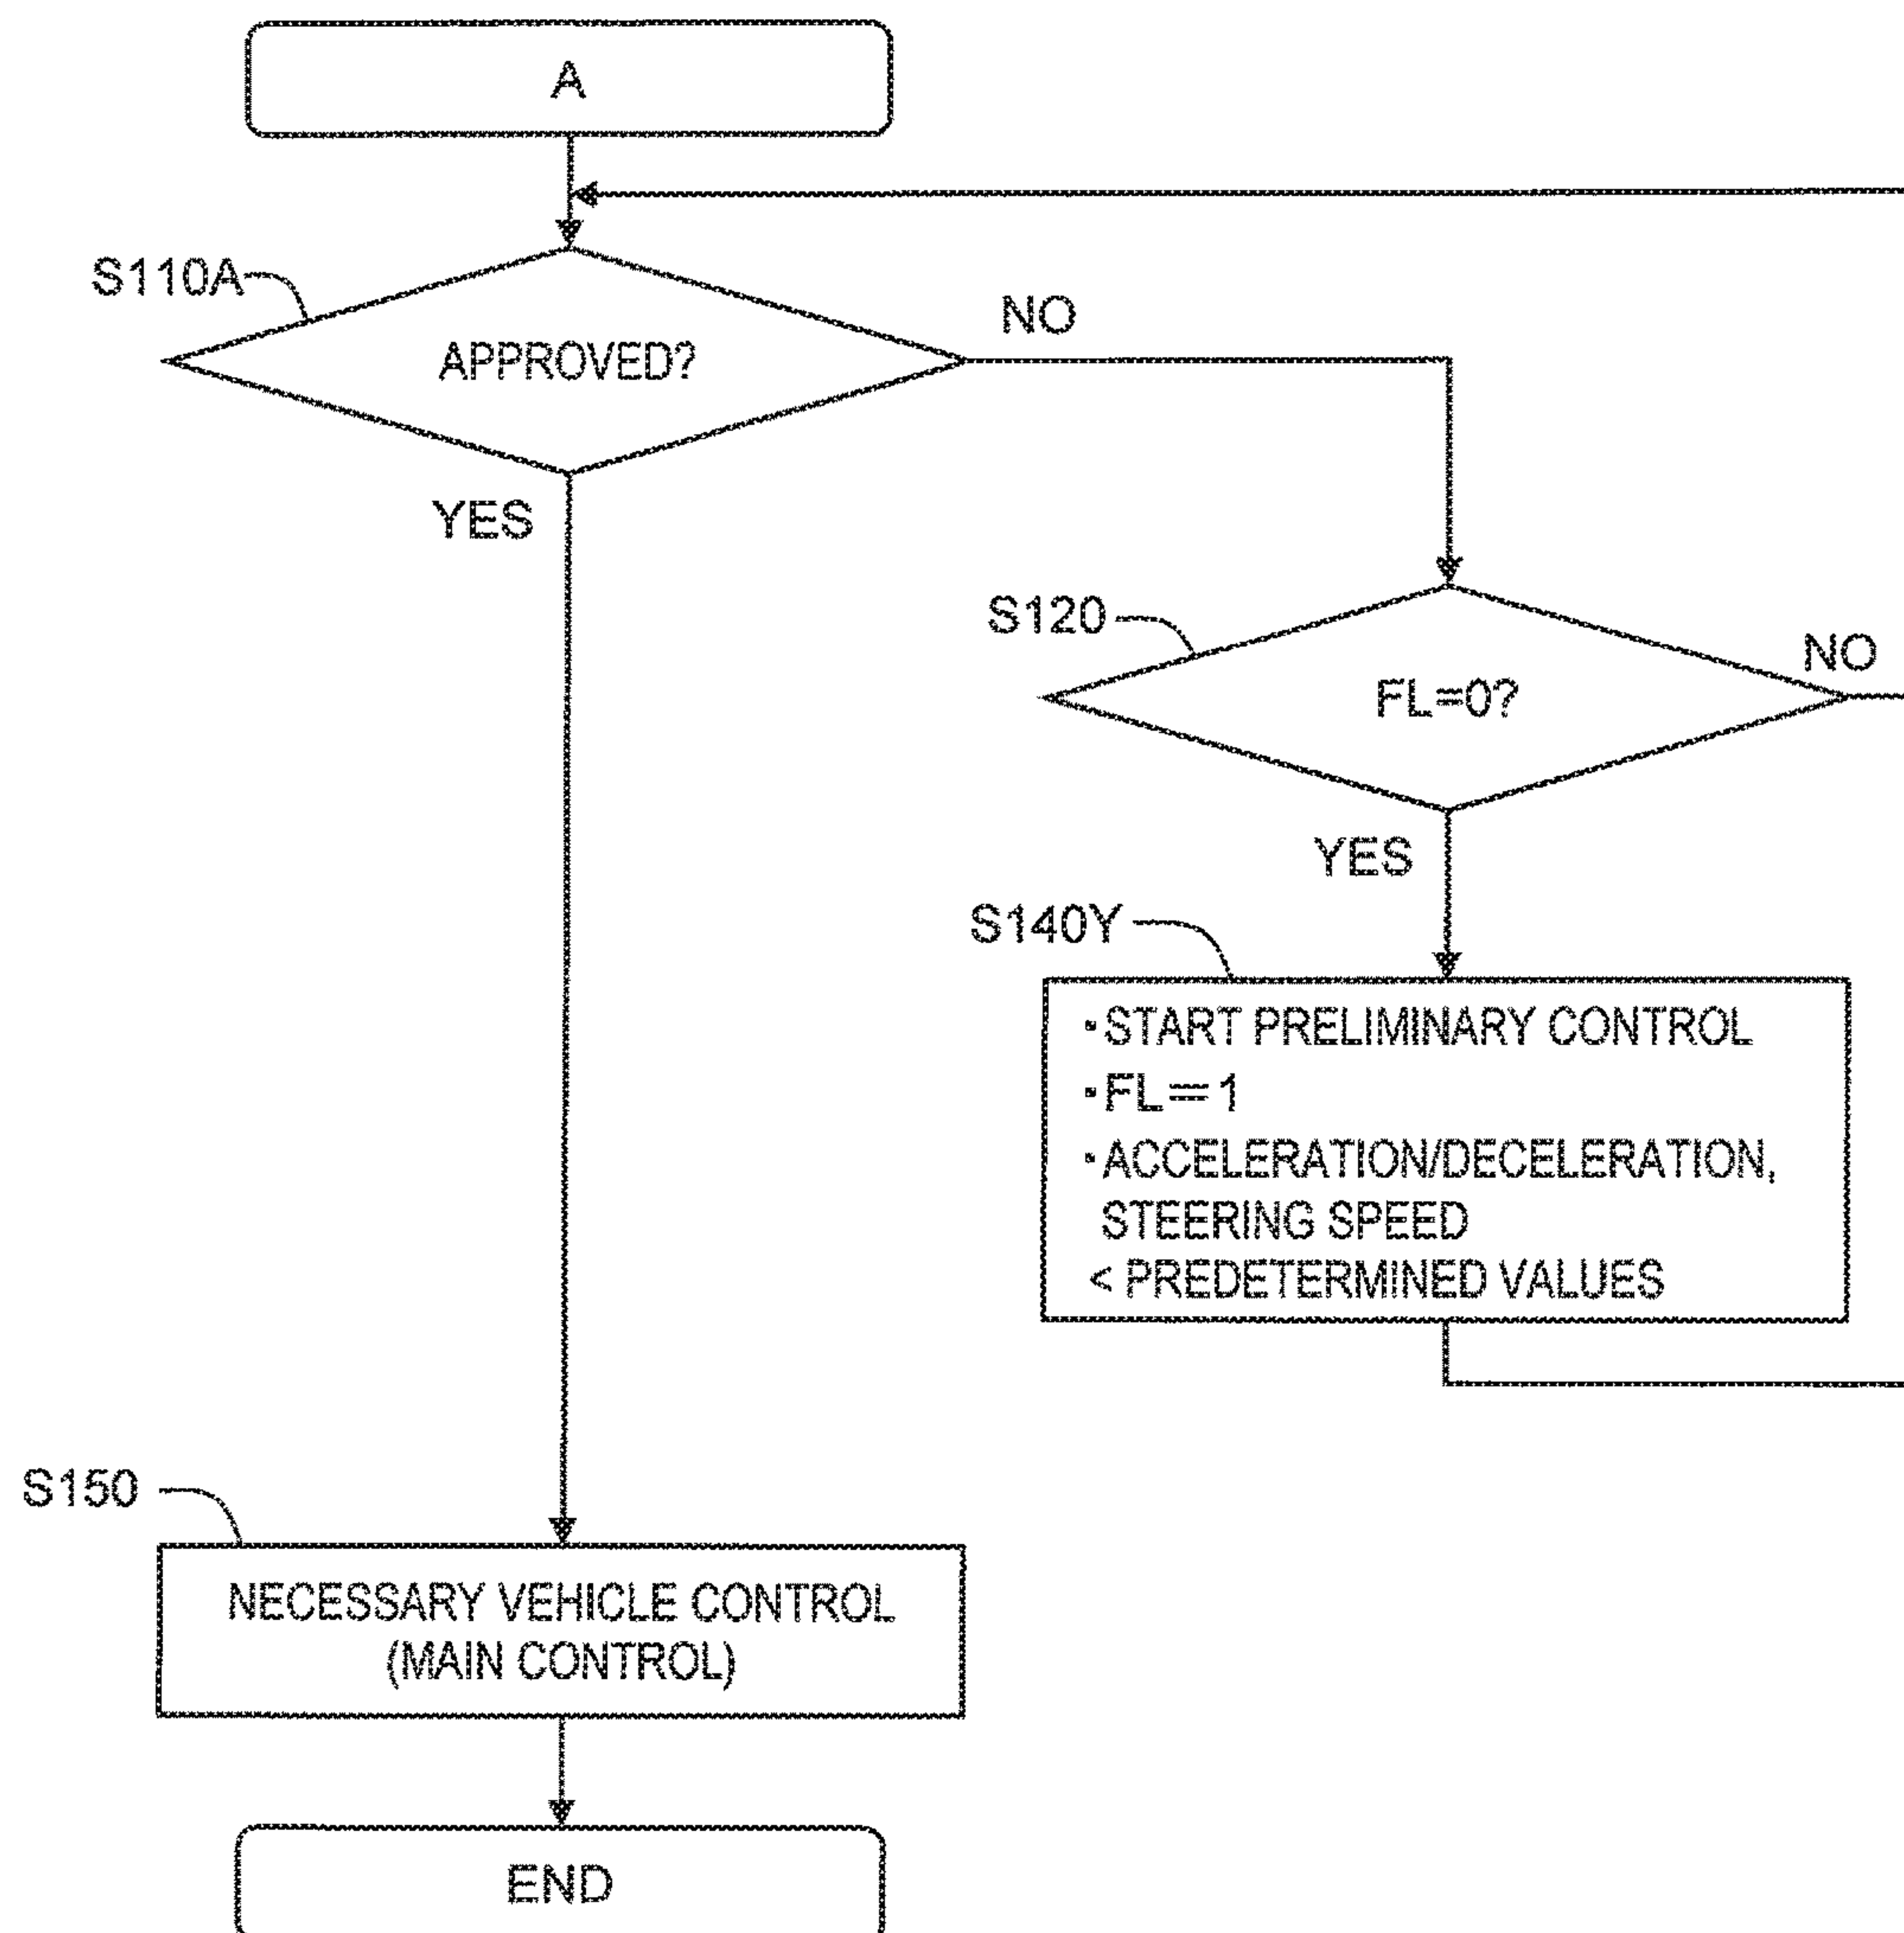 A
S110A
APPROVED?
NO
YES
S120
FL=0?
NO
YES
S140Y
・START PRELIMINARY CONTROL
・FL=1
・ACCELERATION/DECELERATION,
STEERING SPEED
< PREDETERMINED VALUES
S150
NECESSARY VEHICLE CONTROL
(MAIN CONTROL)
END